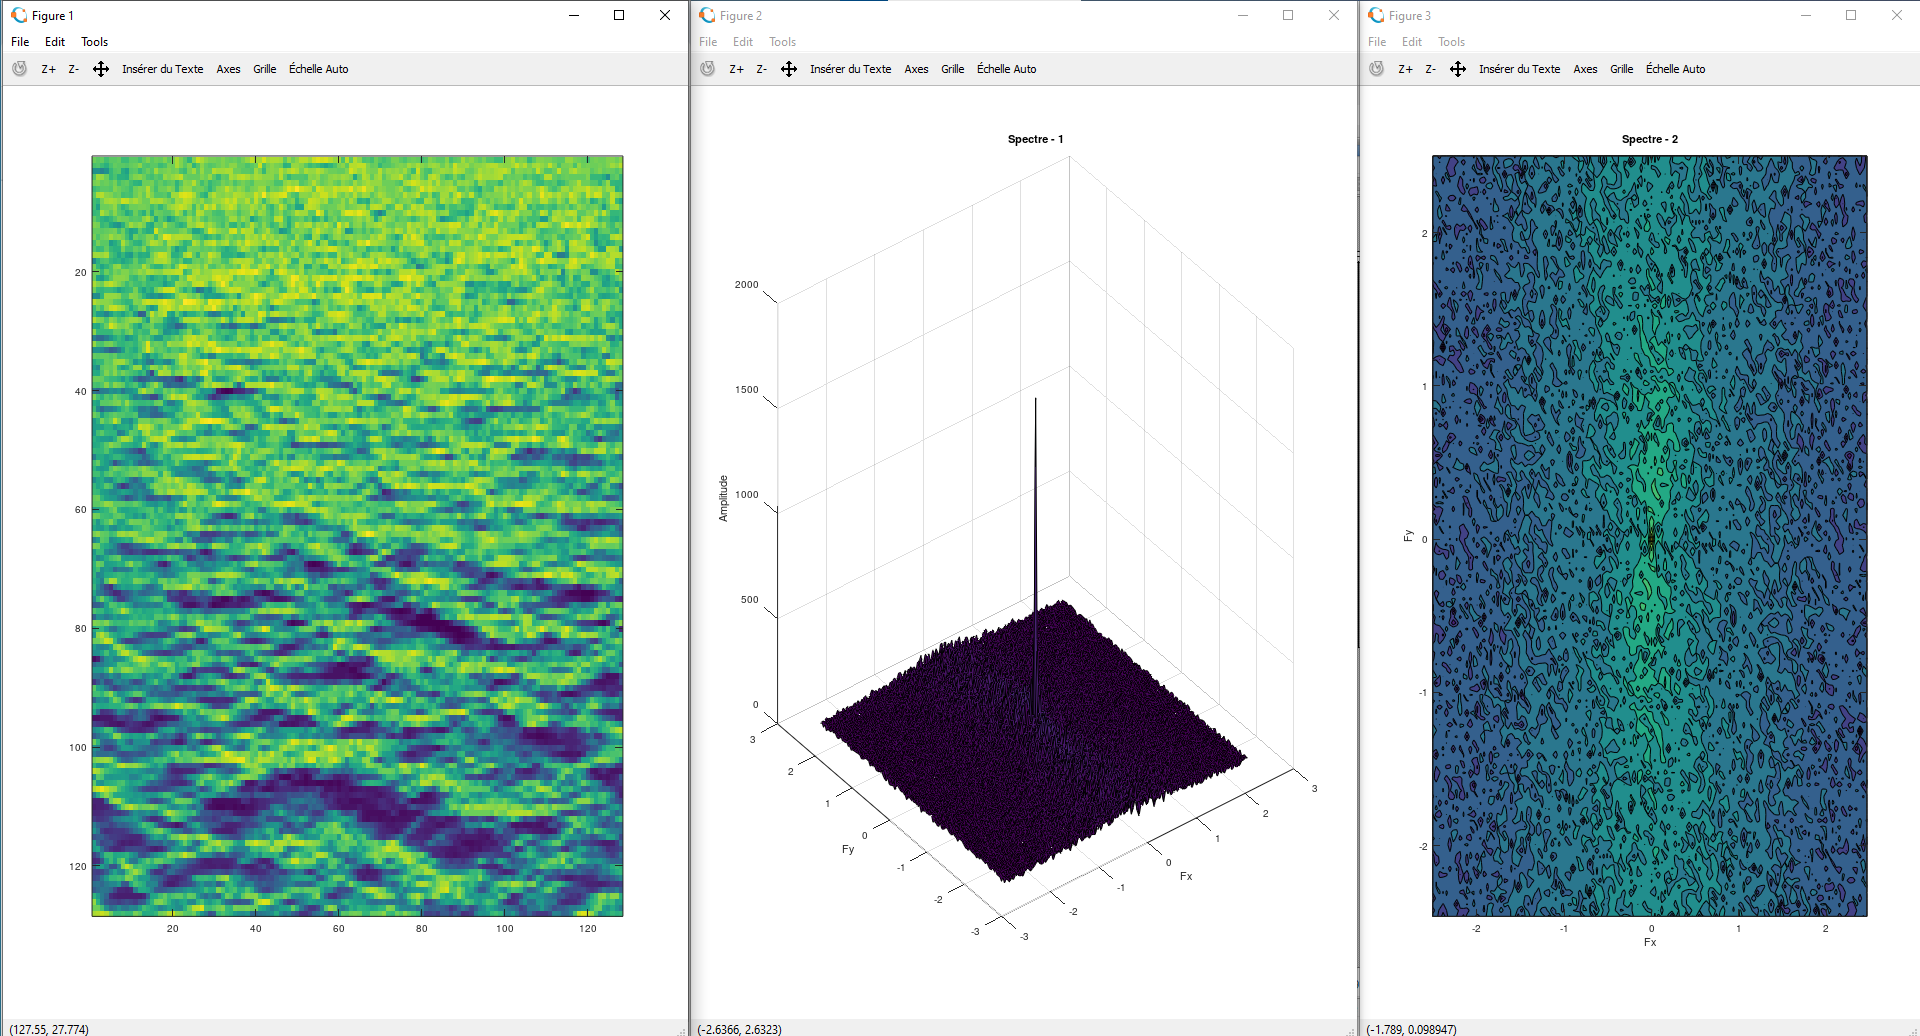 Figure 1
File Edit Tools
Z+ Z- Insérer du Texte Axes Grille Échelle Auto
20
40
60
80
100
120
20 40 60 80 100 120
(127.55, 27.774)
Figure 2
File Edit Tools
Z+ Z- Insérer du Texte Axes Grille Échelle Auto
Spectre - 1
2000
1500
1000
500
0
Amplitude
3
2
1
0
-1
-2
-3
Fy
-3
-2
-1
0
1
2
3
Fx
(-2.6366, 2.6323)
Figure 3
File Edit Tools
Z+ Z- Insérer du Texte Axes Grille Échelle Auto
Spectre - 2
2
1
0
-1
-2
Fy
-2 -1 0 1 2
Fx
(-1.789, 0.098947)